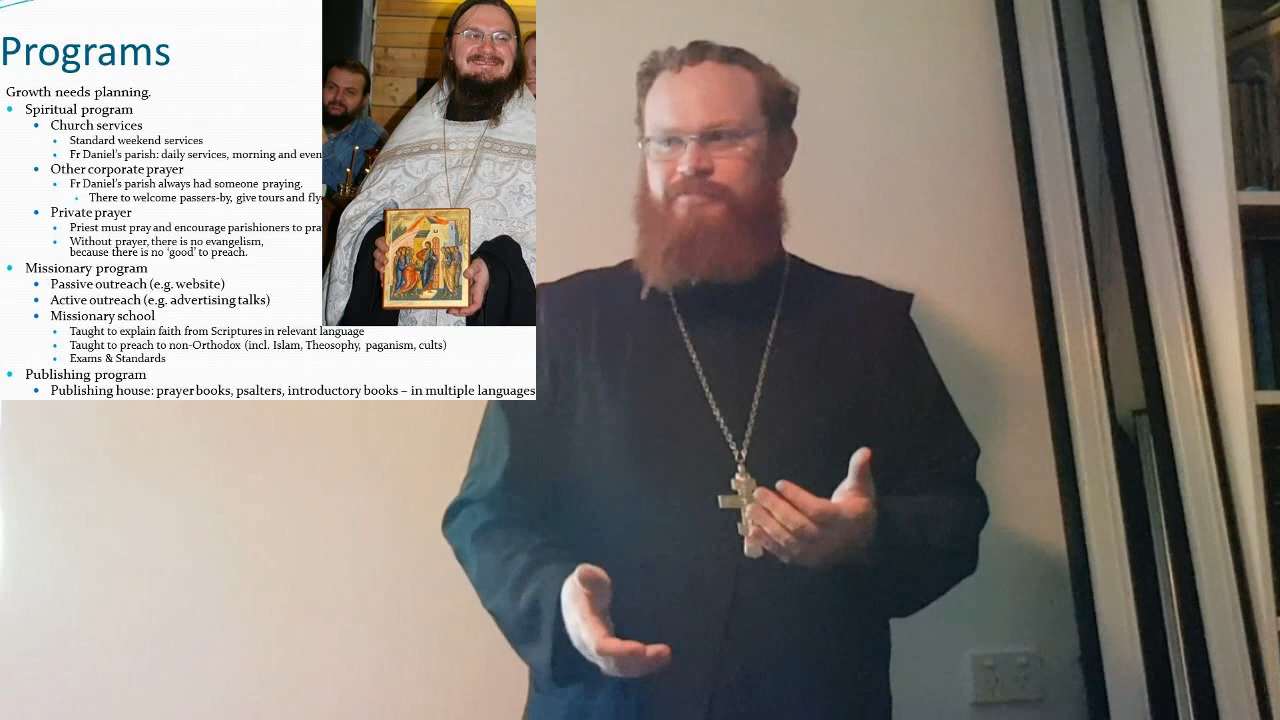 Programs
Growth needs planning.
Spiritual program
Church services
Standard weekend services
Fr Daniel's parish: daily services, morning and
Other corporate prayer
Fr Daniel's parish always had someone praying.
There to welcome passers-by, give tours and
Private prayer
Priest must pray and encourage parishioners to
Without prayer, there is no evangelism,
because there is no 'good' to preach.
Missionary program
Passive outreach (e.g. website)
Active outreach (e.g. advertising talks)
Missionary school
Taught to explain faith from Scriptures in relevant language
Taught to preach to non-Orthodox (incl. Islam, Theosophy, paganism, cults)
Exams & Standards
Publishing program
Publishing house: prayer books, psalters, introductory books – in multiple languages